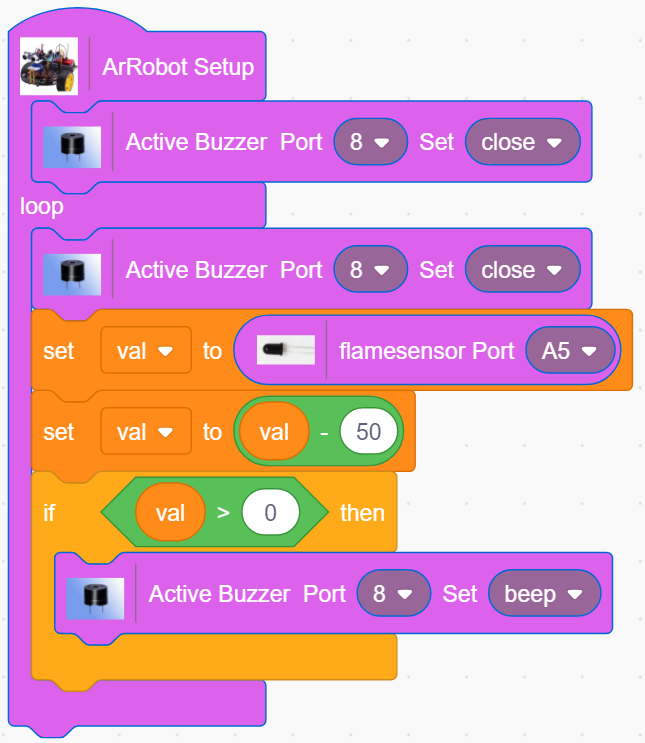 ArRobot Setup
Active Buzzer Port 8 Set close
loop
Active Buzzer Port 8 Set close
set val to flamesensor Port A5
set val to val - 50
if val > 0 then
Active Buzzer Port 8 Set beep